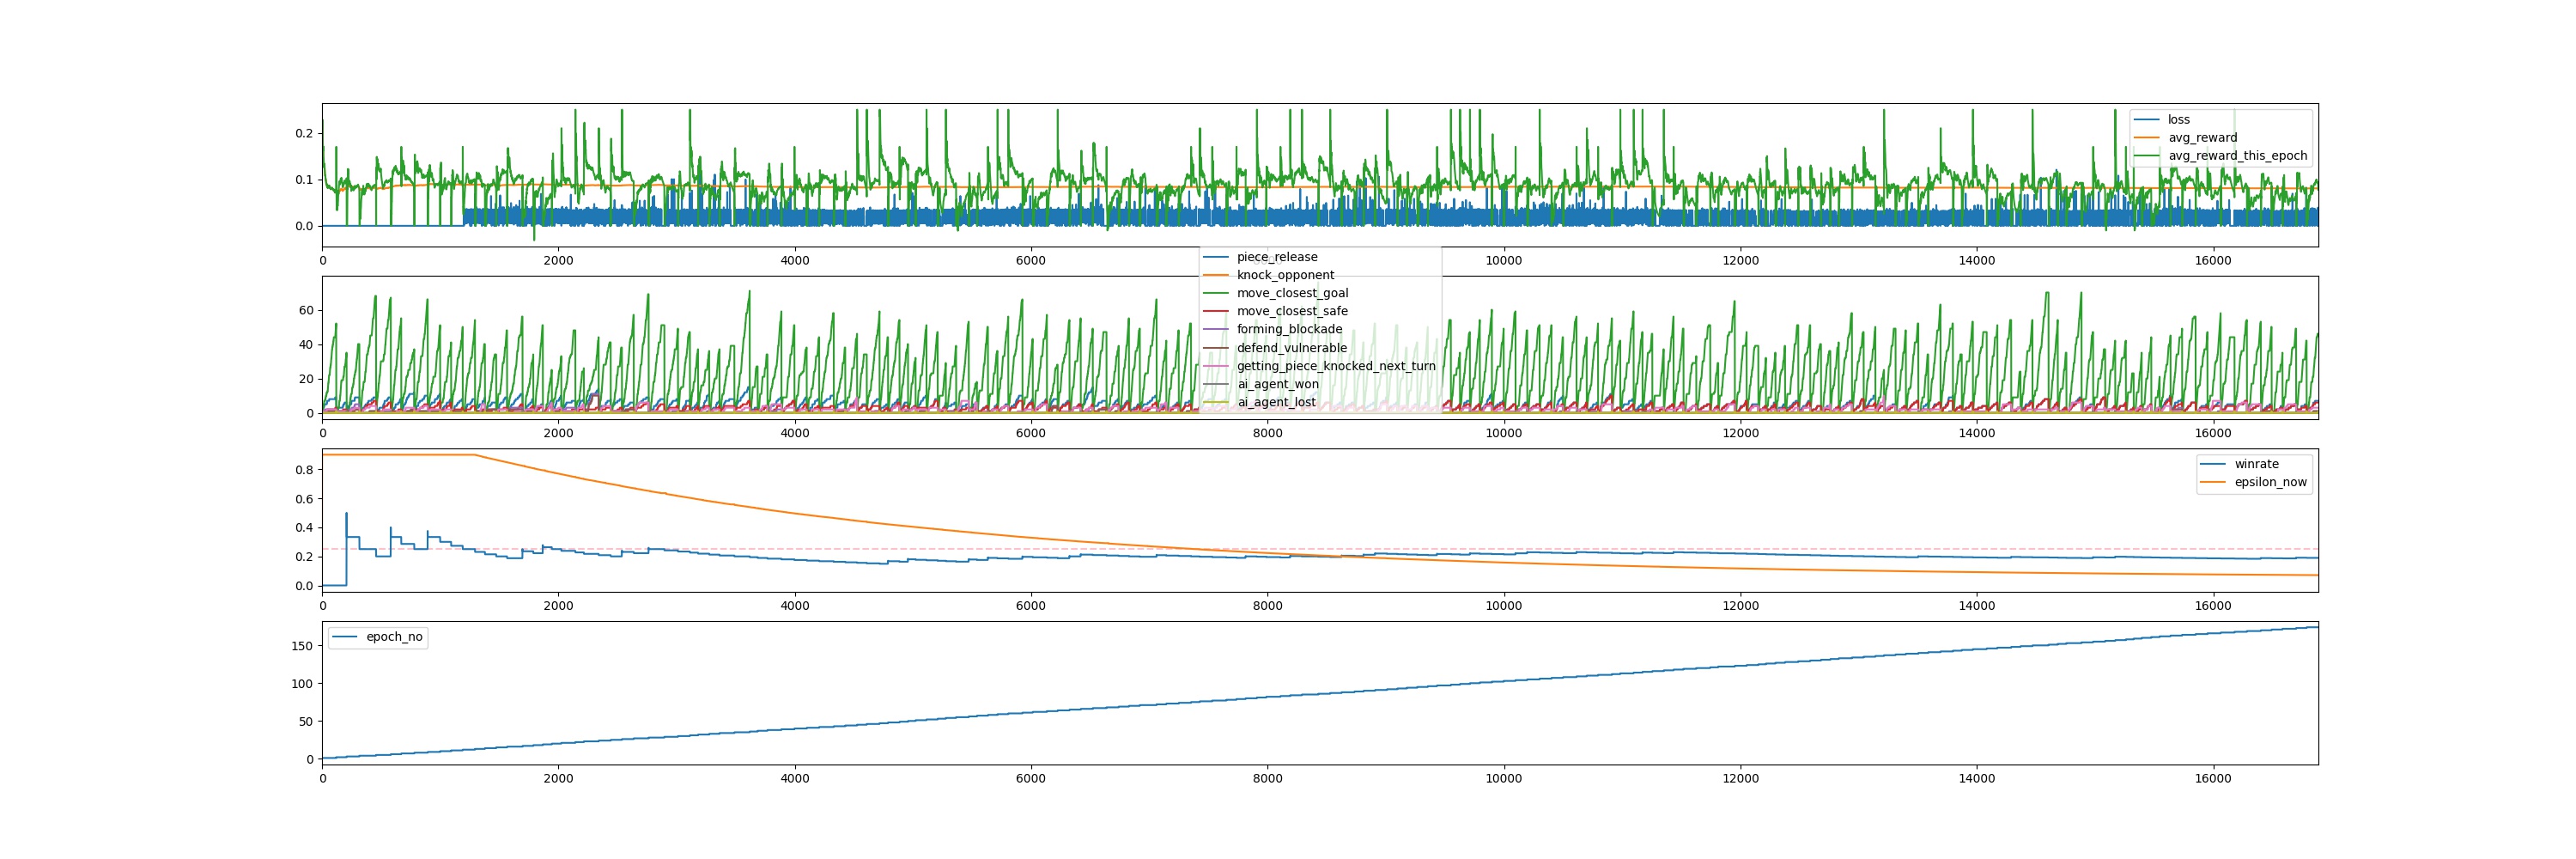 0.2
0.1
0.0
loss
avg_reward
avg_reward_this_epoch
0 2000 4000 6000 8000 10000 12000 14000 16000
60
40
20
0
piece_release
knock_opponent
move_closest_goal
move_closest_safe
forming_blockade
defend_vulnerable
getting_piece_knocked_next_turn
ai_agent_won
ai_agent_lost
0 2000 4000 6000 8000 10000 12000 14000 16000
0.8
0.6
0.4
0.2
0.0
winrate
epsilon_now
0 2000 4000 6000 8000 10000 12000 14000 16000
150
100
50
0
epoch_no
0 2000 4000 6000 8000 10000 12000 14000 16000